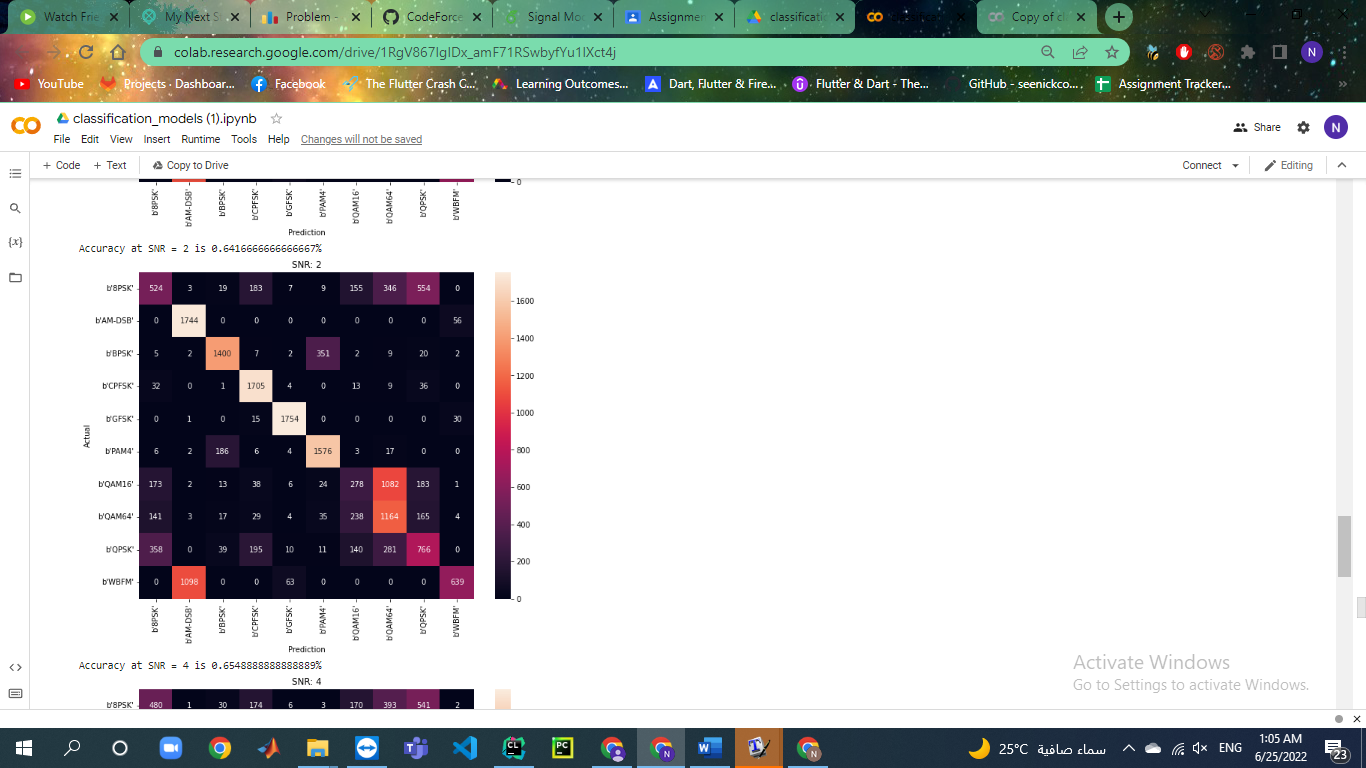 Watch Frie
My Next S
Problem -
CodeForce
Signal Mo
Assignmen
classificatio
Copy of cl
colab.research.google.com/drive/1RgV867IgIDx_amF71RSwbyfYu1lXct4j
N
YouTube
Projects · Dashboar...
Facebook
The Flutter Crash C...
Learning Outcomes...
Dart, Flutter & Fire...
Flutter & Dart - The...
GitHub - seenickco...
Assignment Tracker...
»
classification_models (1).ipynb
File Edit View Insert Runtime Tools Help Changes will not be saved
Share
N
+ Code + Text Copy to Drive
Connect
Editing
{x}
0
b'8PSK' b'AM-DSB' b'BPSK' b'CPFSK' b'GFSK' b'PAM4' b'QAM16' b'QAM64' b'QPSK' b'WBFM'
Prediction
Accuracy at SNR = 2 is 0.6416666666666667%
SNR: 2
b'8PSK' 524 3 19 183 7 9 155 346 554 0
b'AM-DSB' 0 1744 0 0 0 0 0 0 0 56
b'BPSK' 5 2 1400 7 2 351 2 9 20 2
b'CPFSK' 32 0 1 1705 4 0 13 9 36 0
b'GFSK' 0 1 0 15 1754 0 0 0 0 30
b'PAM4' 6 2 186 6 4 1576 3 17 0 0
b'QAM16' 173 2 13 38 6 24 278 1082 183 1
b'QAM64' 141 3 17 29 4 35 238 1164 165 4
b'QPSK' 358 0 39 195 10 11 140 281 766 0
b'WBFM' 0 1098 0 0 63 0 0 0 0 639
Actual
1600
1400
1200
1000
800
600
400
200
0
b'8PSK' b'AM-DSB' b'BPSK' b'CPFSK' b'GFSK' b'PAM4' b'QAM16' b'QAM64' b'QPSK' b'WBFM'
Prediction
Accuracy at SNR = 4 is 0.6548888888888889%
SNR: 4
b'8PSK' 480 1 30 174 6 3 170 393 541 2
Activate Windows
Go to Settings to activate Windows.
25°C سماء صافية
ENG
1:05 AM
6/25/2022
23